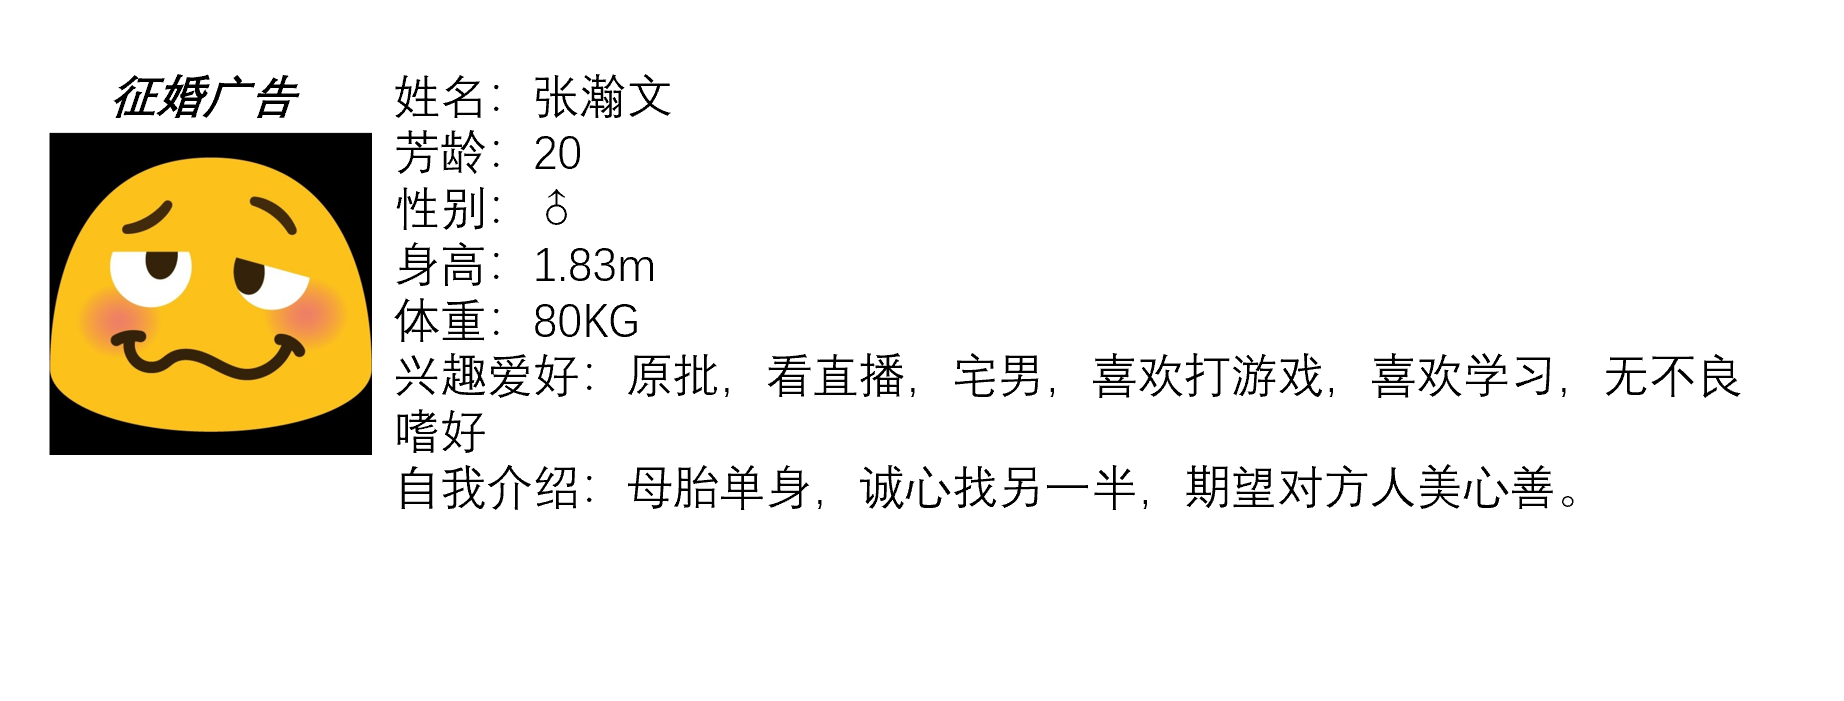 征婚广告
姓名：张瀚文
芳龄：20
性别：♂
身高：1.83m
体重：80KG
兴趣爱好：原批，看直播，宅男，喜欢打游戏，喜欢学习，无不良
嗜好
自我介绍：母胎单身，诚心找另一半，期望对方人美心善。